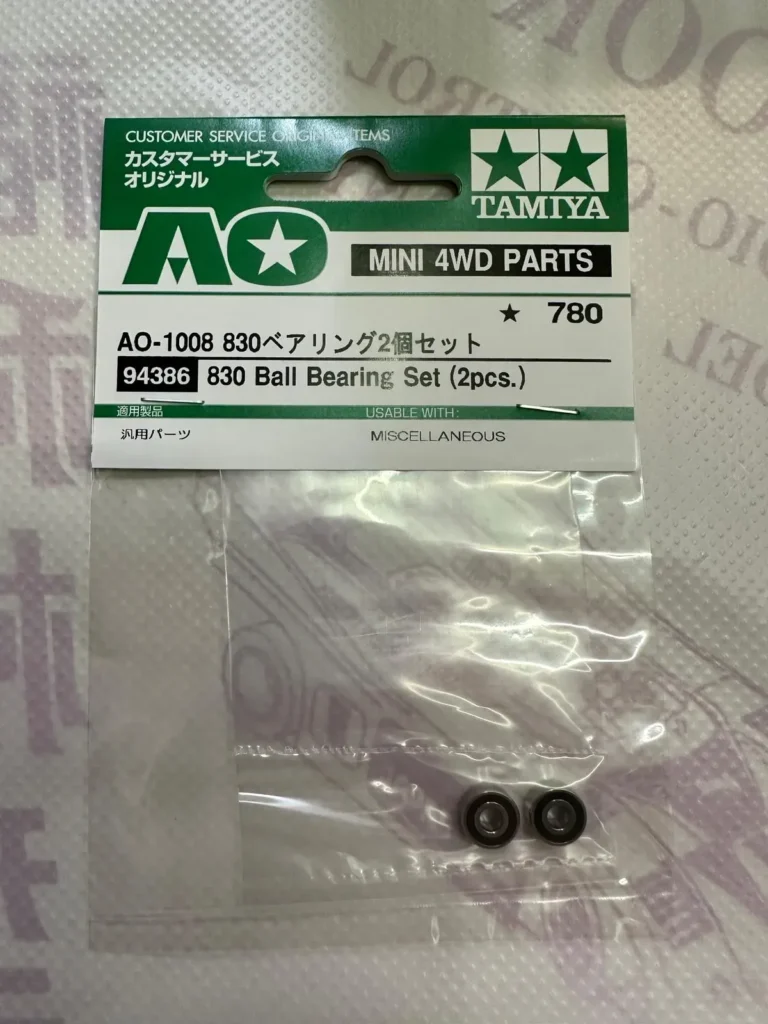 CUSTOMER SERVICE ORIGINAL ITEMS
カスタマーサービス
オリジナル
TAMIYA
AO
MINI 4WD PARTS
★ 780
AO-1008 830ベアリング2個セット
94386 830 Ball Bearing Set (2pcs.)
適用製品 USABLE WITH:
汎用パーツ MISCELLANEOUS